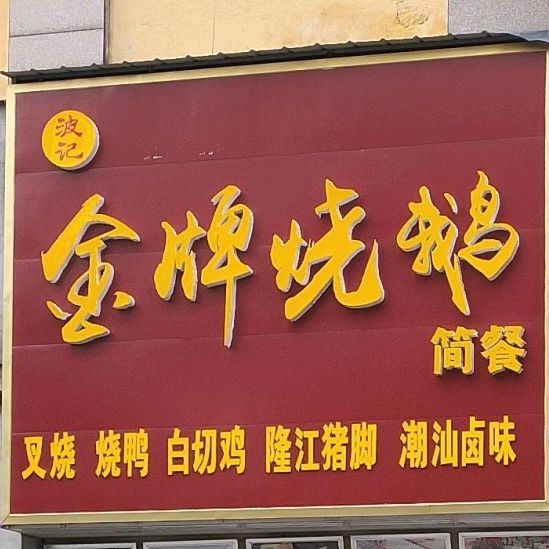 波记
金牌烧鹅
简餐
叉烧 烧鸭 白切鸡 隆江猪脚 潮汕卤味